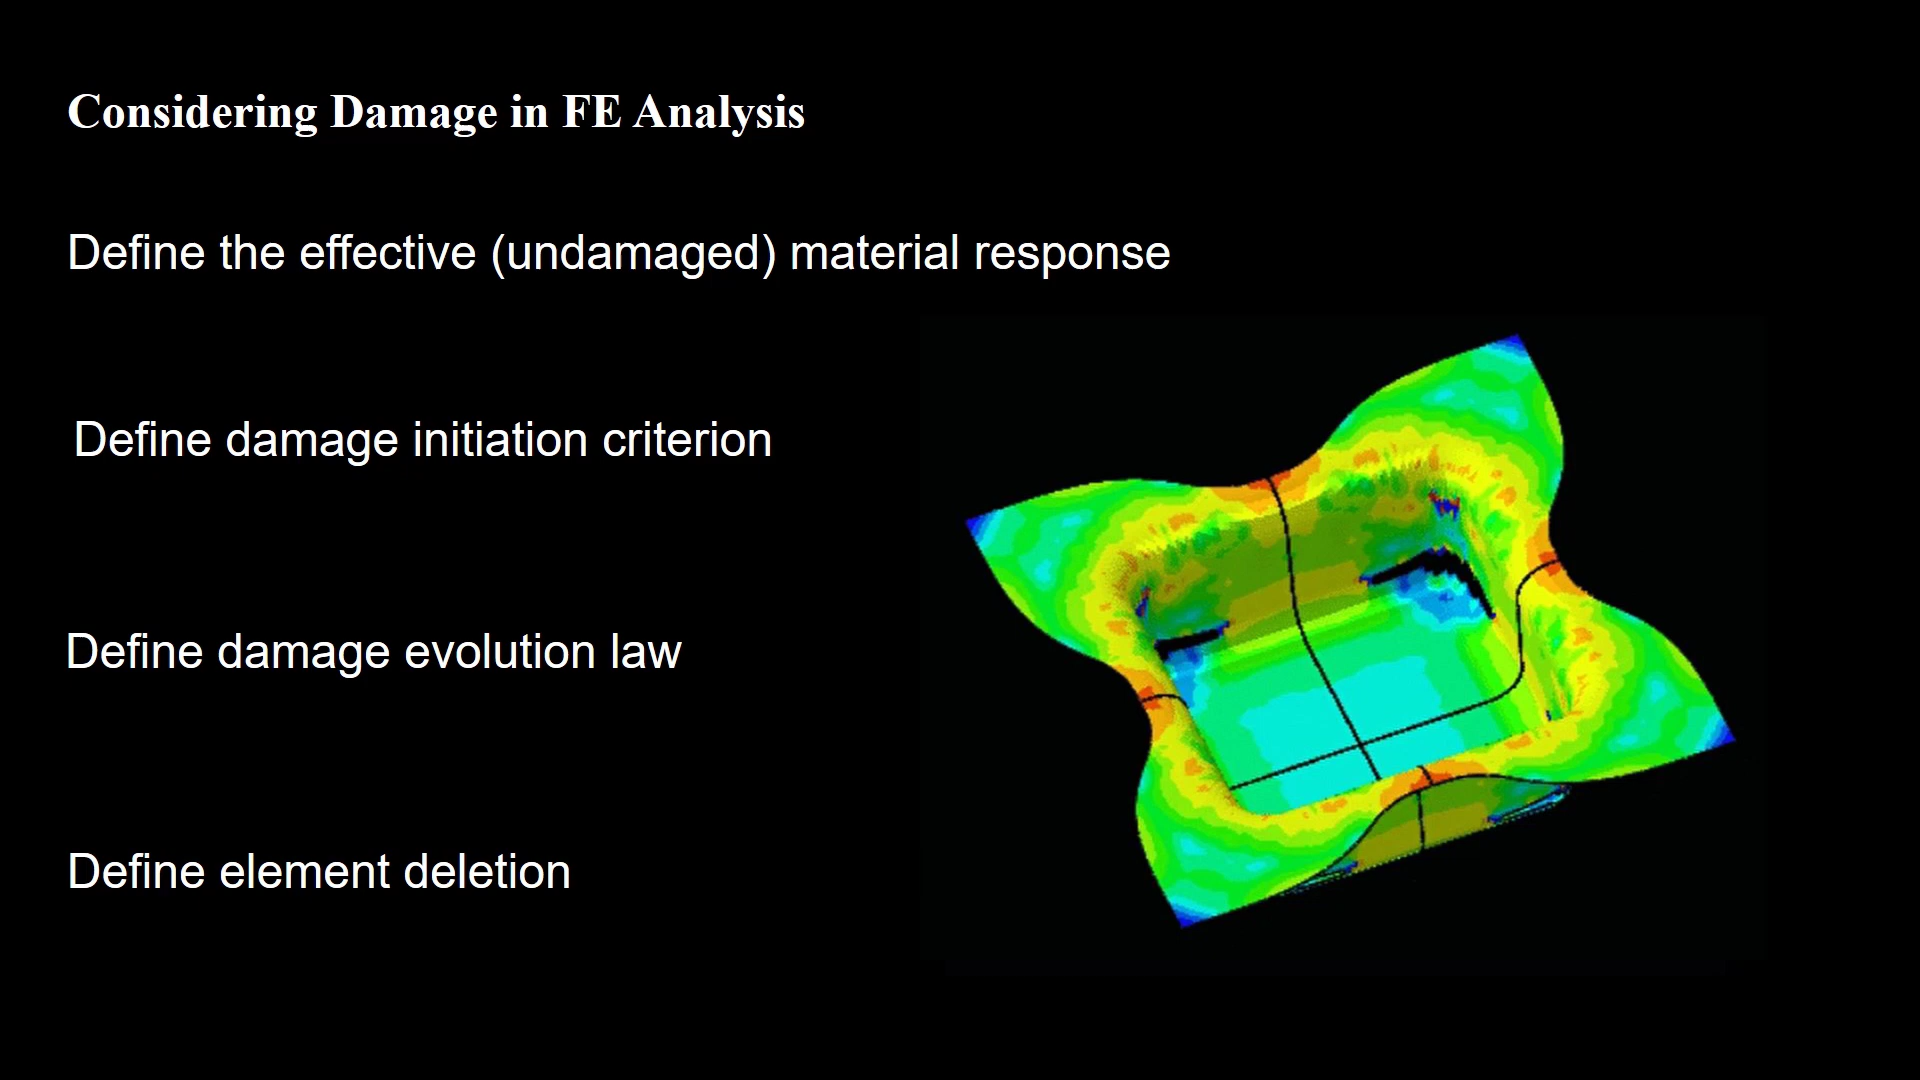 Considering Damage in FE Analysis
Define the effective (undamaged) material response
Define damage initiation criterion
Define damage evolution law
Define element deletion